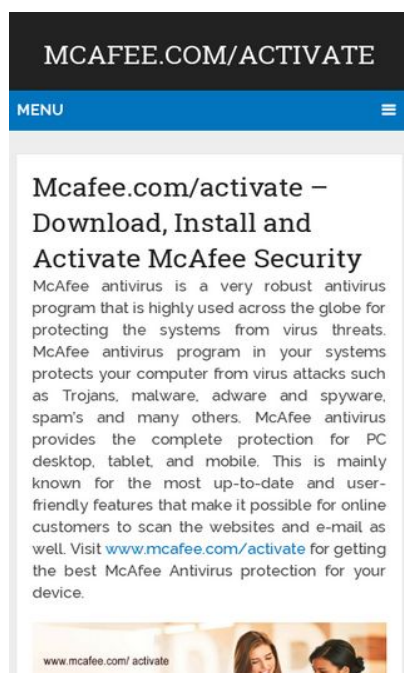 MCAFEE.COM/ACTIVATE
MENU
Mcafee.com/activate –
Download, Install and
Activate McAfee Security
McAfee antivirus is a very robust antivirus
program that is highly used across the globe for
protecting the systems from virus threats.
McAfee antivirus program in your systems
protects your computer from virus attacks such
as Trojans, malware, adware and spyware,
spam's and many others. McAfee antivirus
provides the complete protection for PC
desktop, tablet, and mobile. This is mainly
known for the most up-to-date and user-
friendly features that make it possible for online
customers to scan the websites and e-mail as
well. Visit www.mcafee.com/activate for getting
the best McAfee Antivirus protection for your
device.
www.mcafee.com/ activate